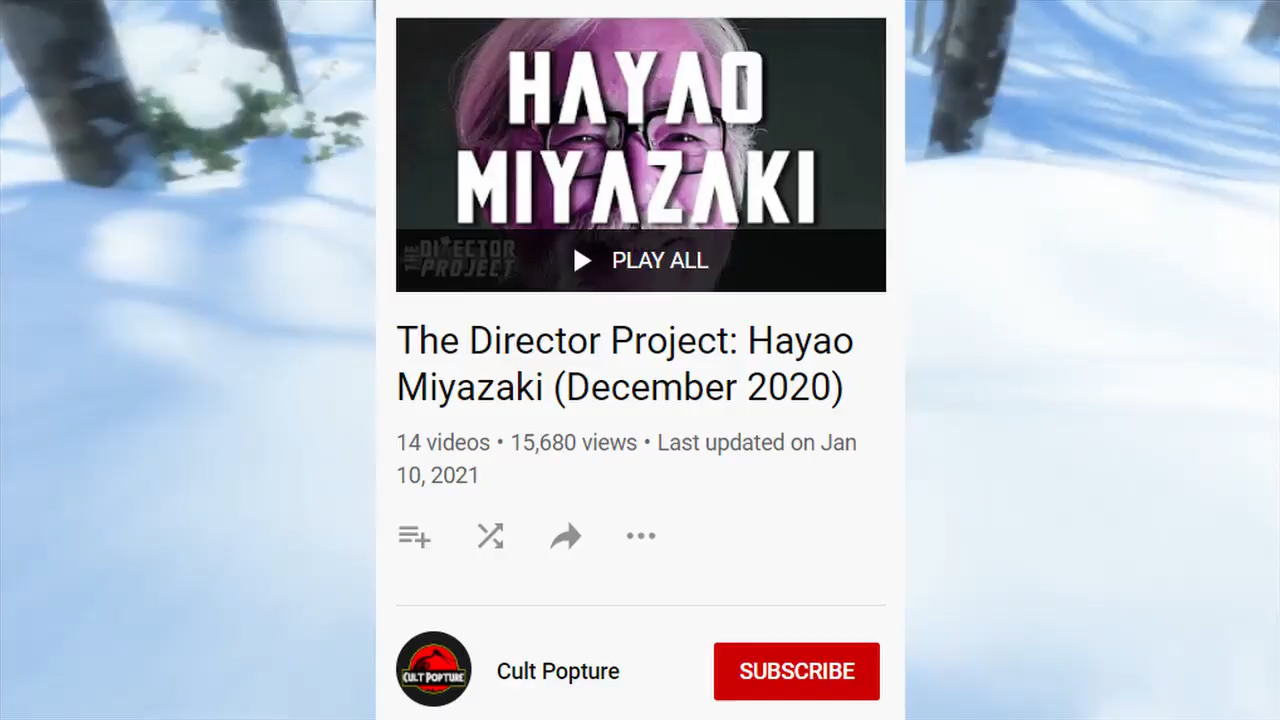 HAYAO
MIYAZAKI
THE DIRECTOR
PROJECT
PLAY ALL
The Director Project: Hayao
Miyazaki (December 2020)
14 videos • 15,680 views • Last updated on Jan
10, 2021
CULT POPTURE
Cult Popture
SUBSCRIBE